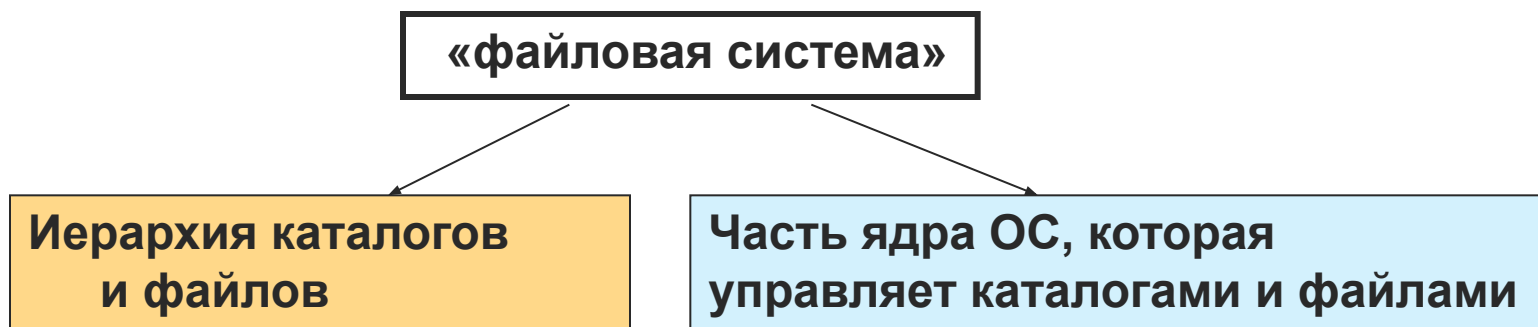 «файловая система»
Иерархия каталогов
и файлов
Часть ядра ОС, которая
управляет каталогами и файлами